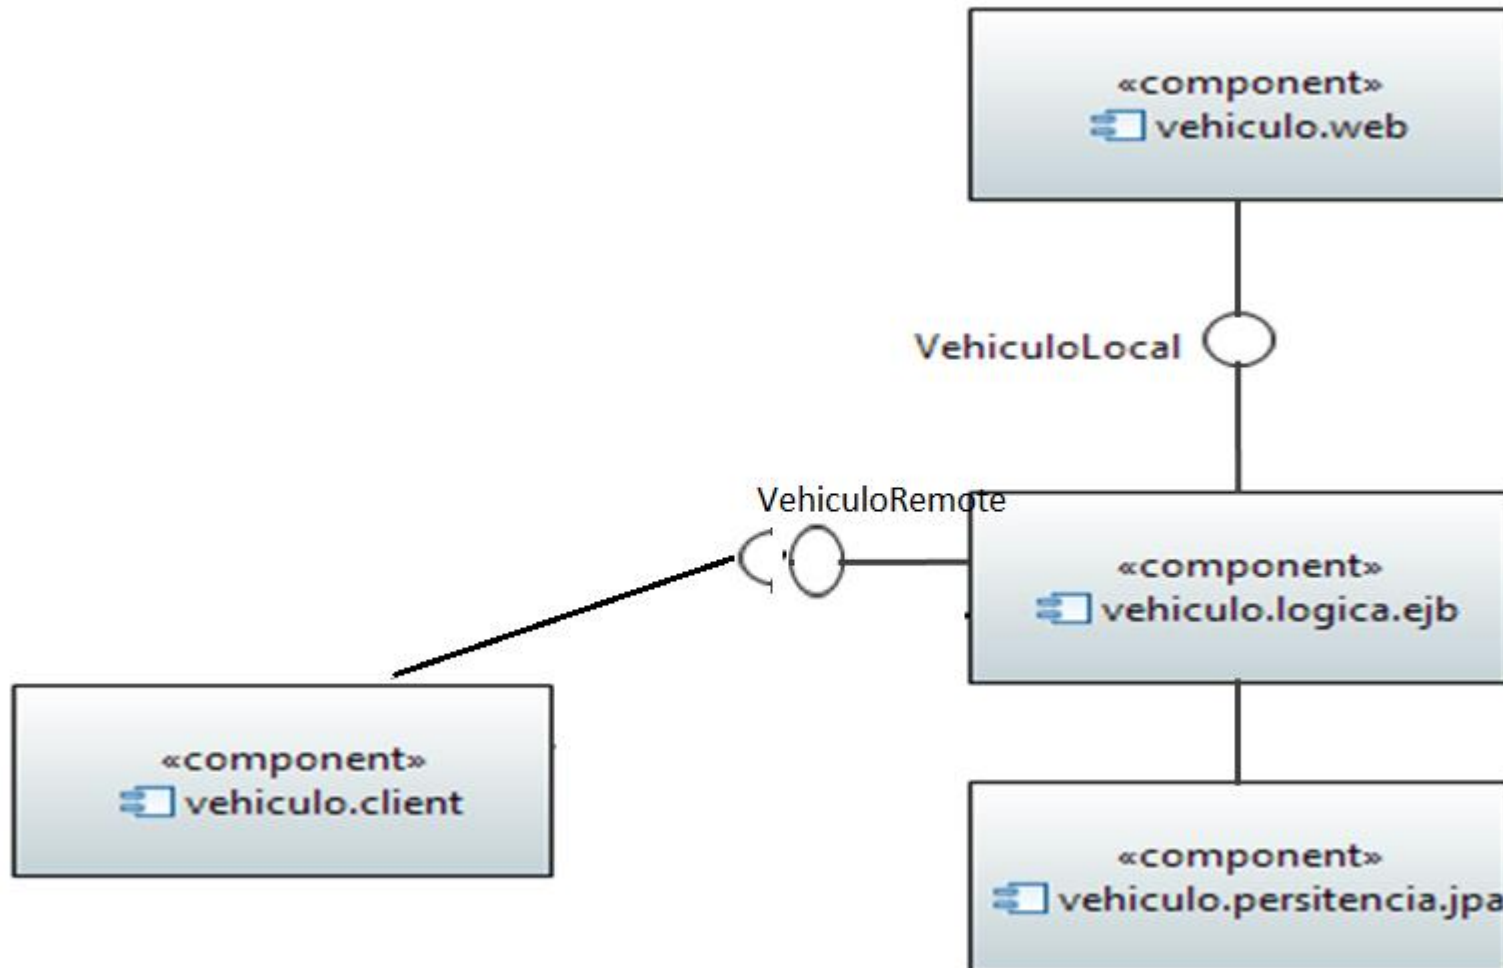 «component»
vehiculo.web
VehiculoLocal
VehiculoRemote
«component»
vehiculo.logica.ejb
«component»
vehiculo.client
«component»
vehiculo.persitencia.jpa